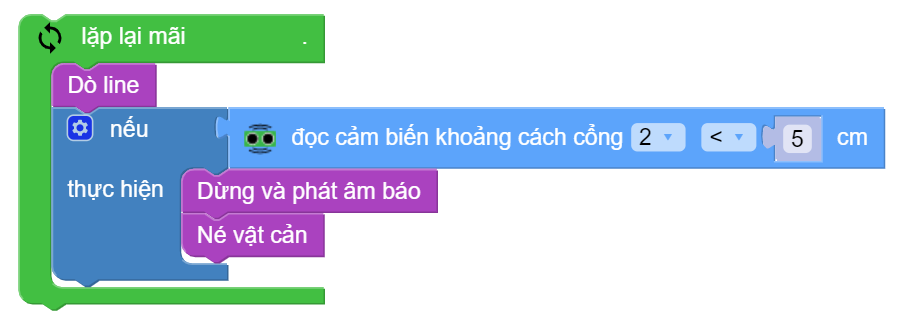 lặp lại mãi .
Dò line
nếu đọc cảm biến khoảng cách cổng 2 < 5 cm
thực hiện Dừng và phát âm báo
Né vật cản